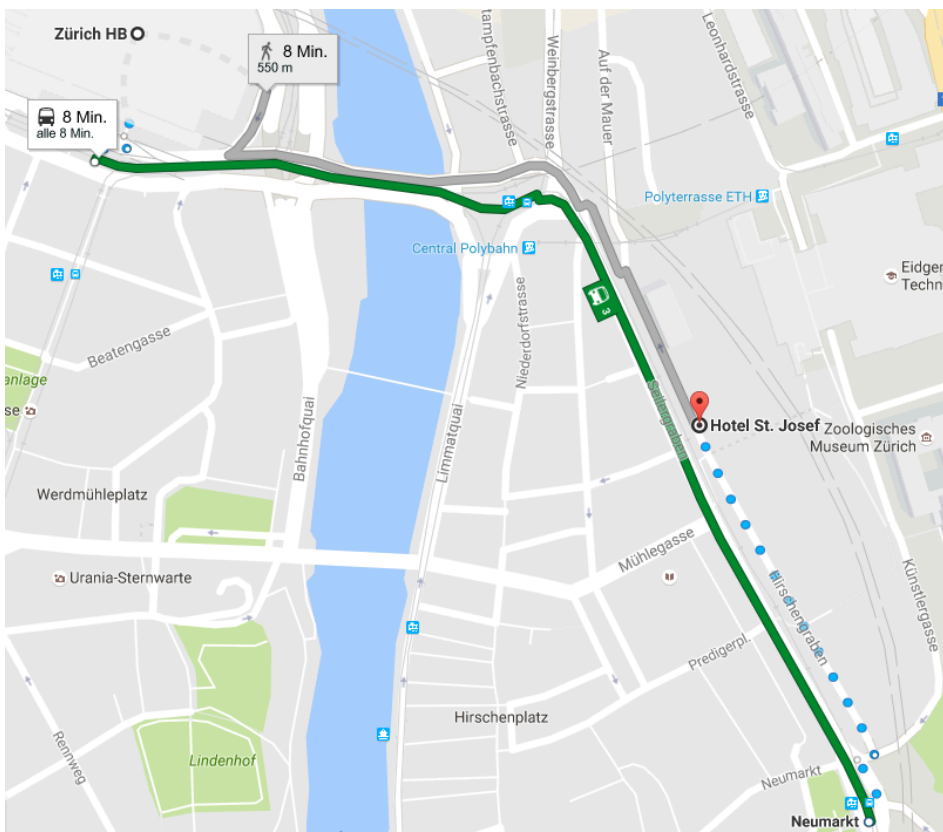 Zürich HB
8 Min.
550 m
8 Min.
alle 8 Min.
Stampfenbachstrasse
Weinbergstrasse
Auf der Mauer
Leonhardstrasse
Polyterrasse ETH
Central Polybahn
3
Eidgen
Techn
Beatengasse
Niederdorfstrasse
anlage
se
Bahnhofquai
Limmatquai
Seilergraben
Hotel St. Josef
Zoologisches
Museum Zürich
Werdmühleplatz
Mühlegasse
Urania-Sternwarte
Hirschengraben
Künstlergasse
Predigerpl.
Hirschenplatz
Lindenhof
Rennweg
Neumarkt
Neumarkt